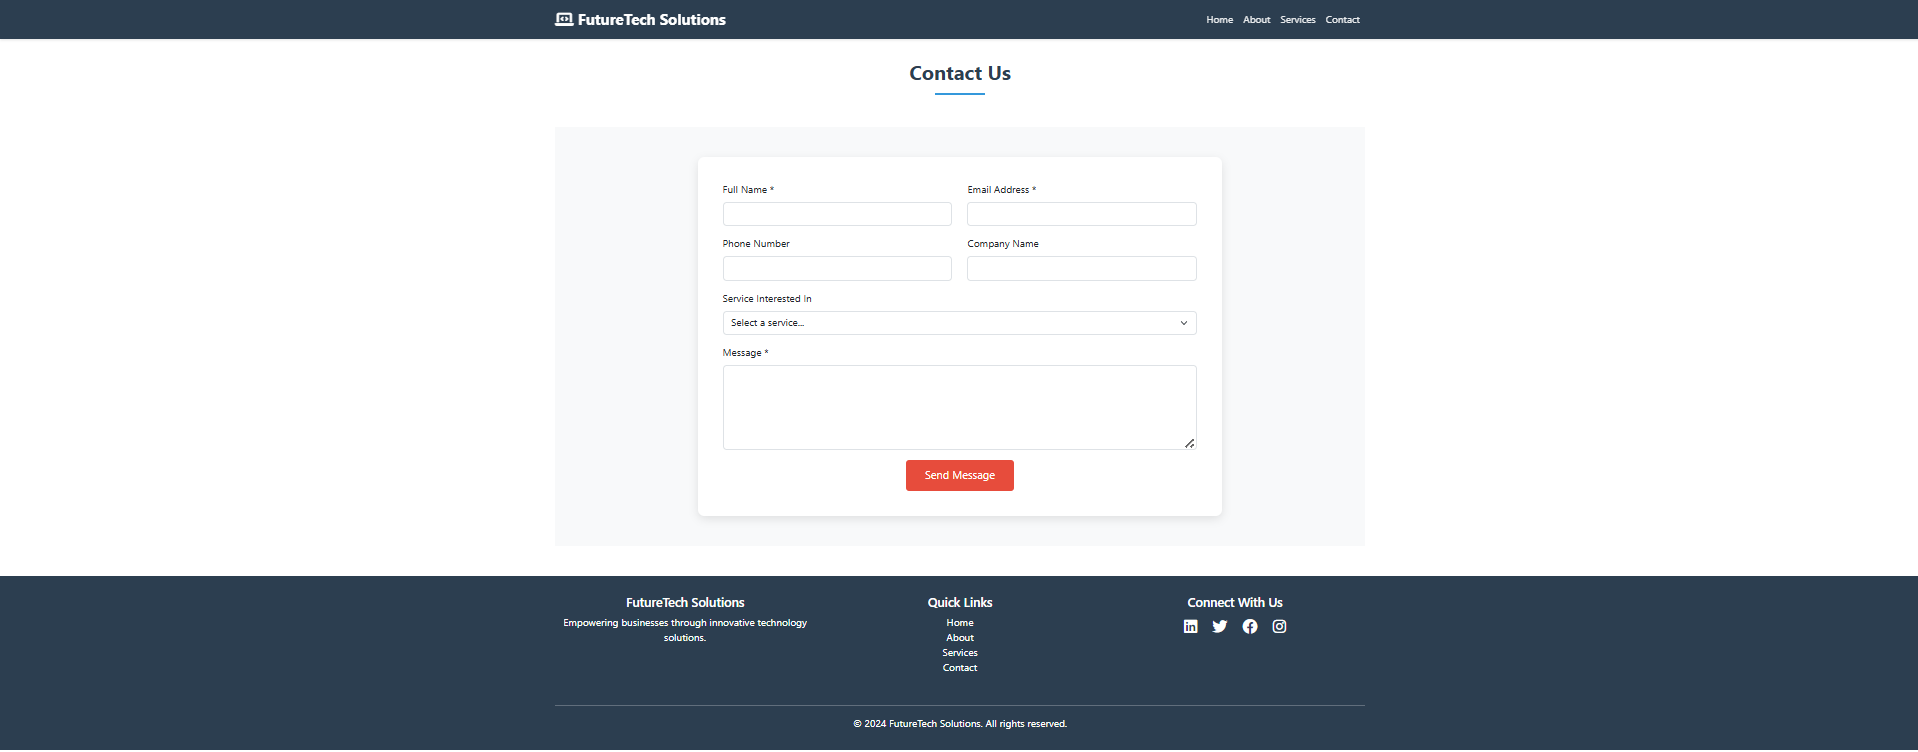 FutureTech Solutions
Home About Services Contact
Contact Us
Full Name *
Email Address *
Phone Number
Company Name
Service Interested In
Select a service...
Message *
Send Message
FutureTech Solutions
Empowering businesses through innovative technology
solutions.
Quick Links
Home
About
Services
Contact
Connect With Us
© 2024 FutureTech Solutions. All rights reserved.